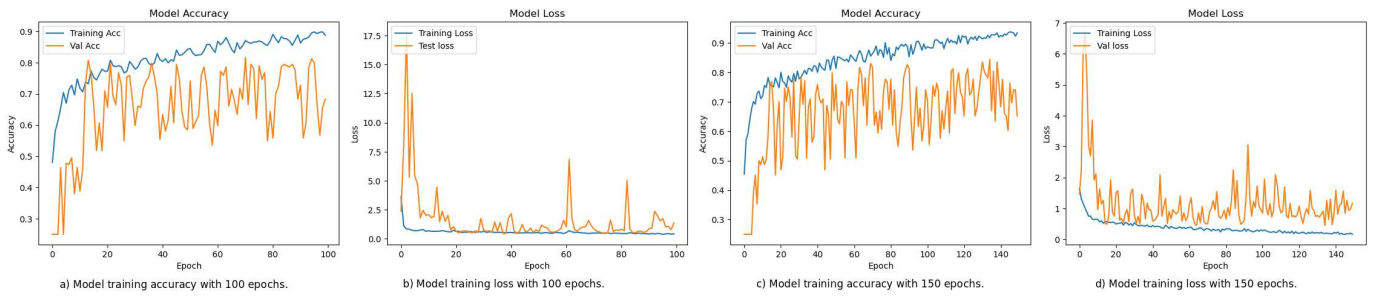 Model Accuracy
Training Acc
Val Acc
0.9
0.8
0.7
0.6
0.5
0.4
0.3
Accuracy
0
20
40
60
80
100
Epoch
a) Model training accuracy with 100 epochs.
Model Loss
Training Loss
Test loss
17.5
15.0
12.5
10.0
7.5
5.0
2.5
0.0
Loss
0
20
40
60
80
100
Epoch
b) Model training loss with 100 epochs.
Model Accuracy
Training Acc
Val Acc
0.9
0.8
0.7
0.6
0.5
0.4
0.3
Accuracy
0
20
40
60
80
100
120
140
Epoch
c) Model training accuracy with 150 epochs.
Model Loss
Training Loss
Val loss
7
6
5
4
3
2
1
0
Loss
0
20
40
60
80
100
120
140
Epoch
d) Model training loss with 150 epochs.